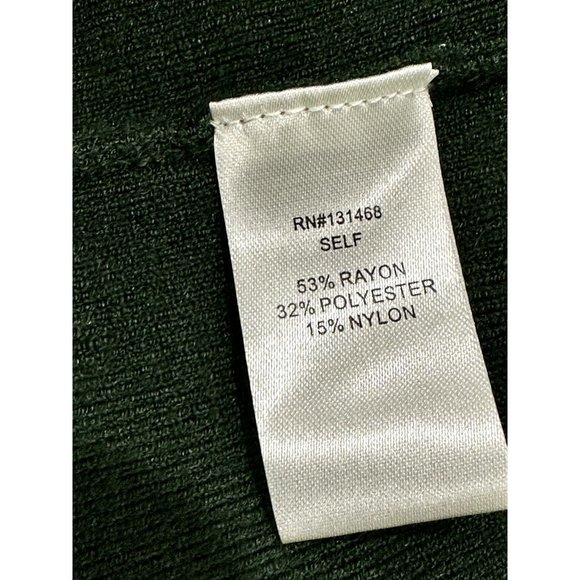 RN#131468
SELF
53% RAYON
32% POLYESTER
15% NYLON